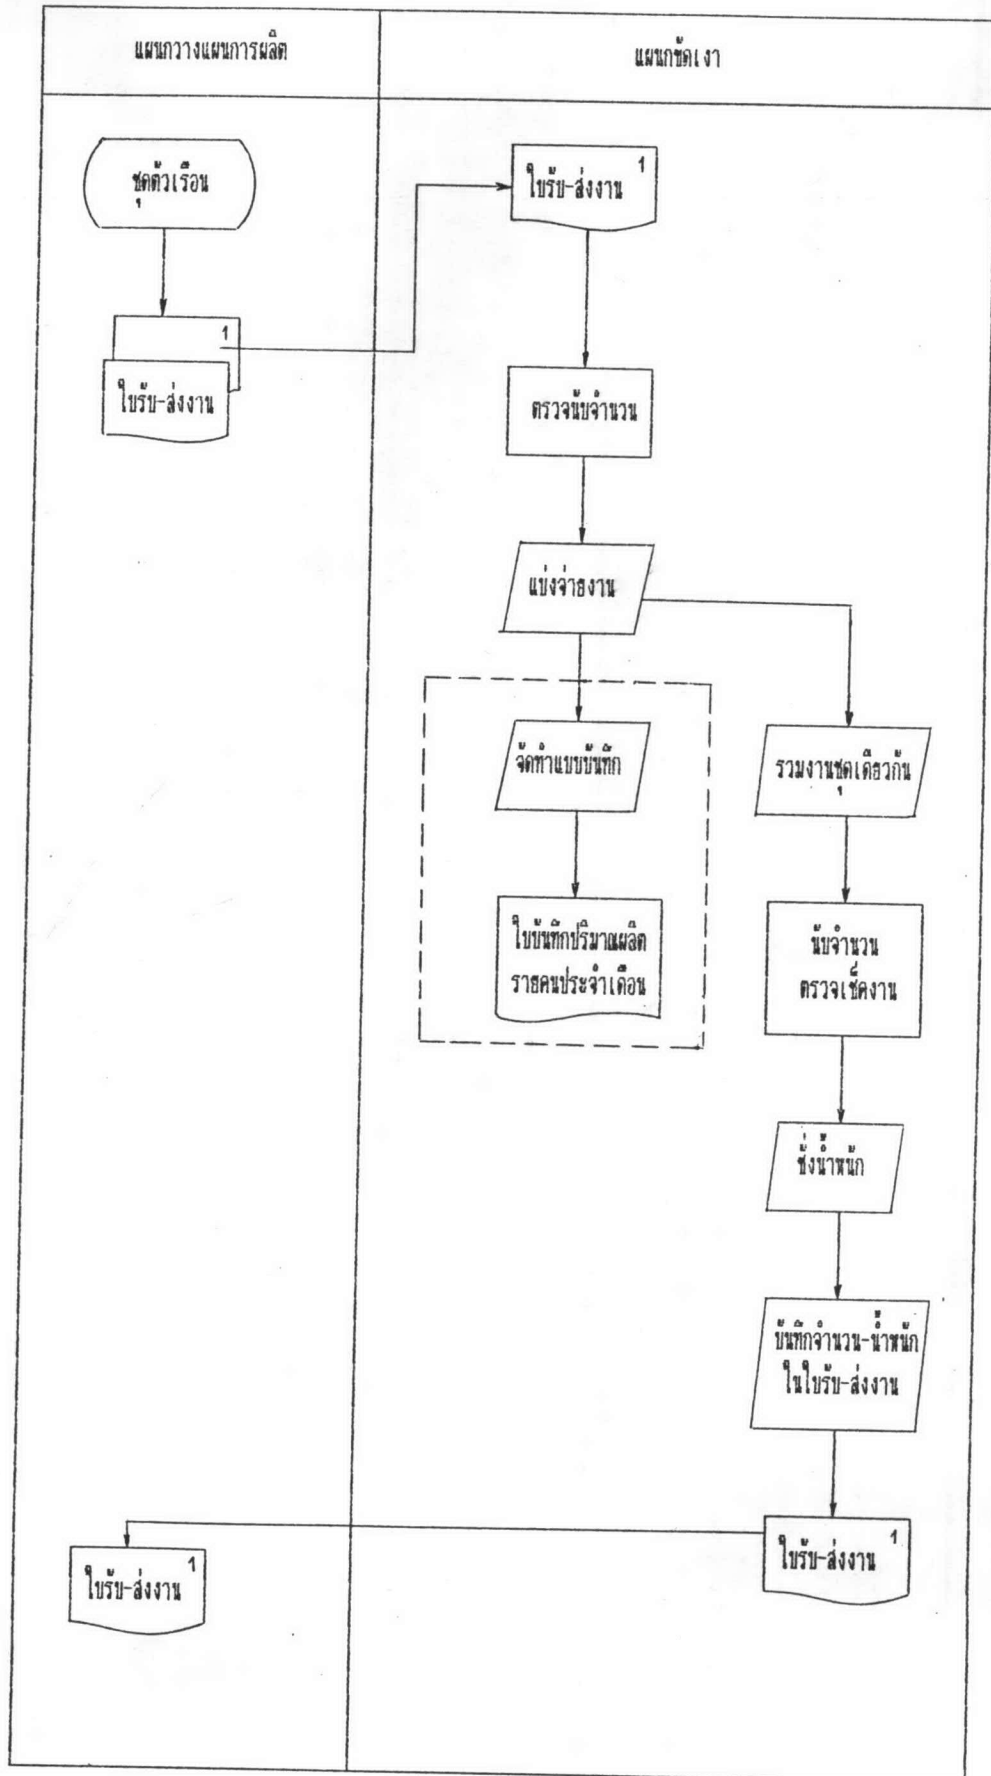 แผนกวางแผนการผลิต
แผนกขัดเงา
ชุดตัวเรือน
1
ใบรับ-ส่งงาน
1
ใบรับ-ส่งงาน
ตรวจนับจำนวน
แบ่งจ่ายงาน
จัดทำแบบบันทึก
รวมงานชุดเดียวกัน
ใบบันทึกปริมาณผลิต
รายคนประจำเดือน
นับจำนวน
ตรวจเช็คงาน
ชั่งน้ำหนัก
บันทึกจำนวน-น้ำหนัก
ในใบรับ-ส่งงาน
1
ใบรับ-ส่งงาน
1
ใบรับ-ส่งงาน